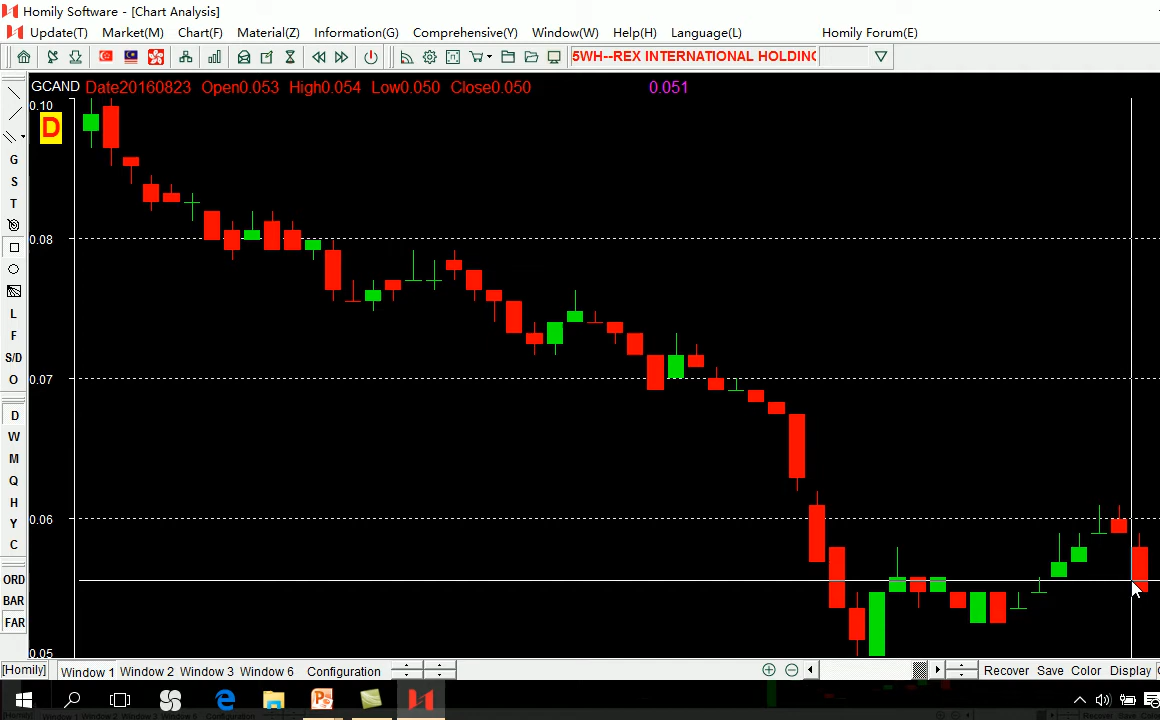 Homily Software - [Chart Analysis]
Update(T) Market(M) Chart(F) Material(Z) Information(G) Comprehensive(Y) Window(W) Help(H) Language(L) Homily Forum(E)
5WH--REX INTERNATIONAL HOLDING
GCAND Date20160823 Open0.053 High0.054 Low0.050 Close0.050 0.051
0.10
D
G
S
T
0.08
L
F
S/D
0.07
O
D
W
M
Q
H
0.06
Y
C
ORD
BAR
FAR
0.05
[Homily] Window 1 Window 2 Window 3 Window 6 Configuration Recover Save Color Display